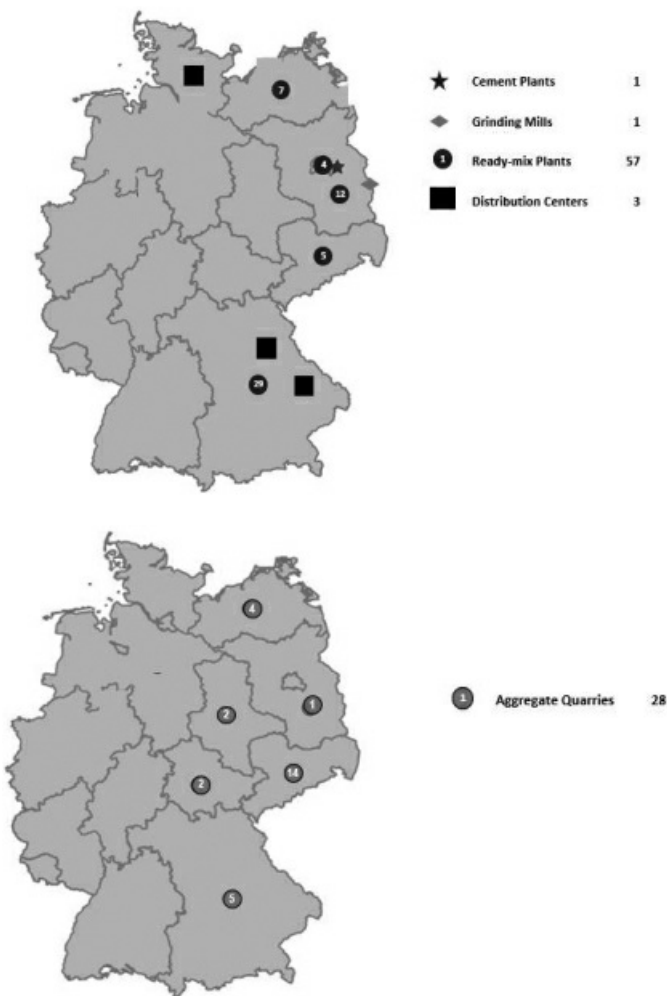 7
Cement Plants 1
Grinding Mills 1
4
1 Ready-mix Plants 57
12
Distribution Centers 3
5
29
4
1 Aggregate Quarries 28
1
2
14
2
5